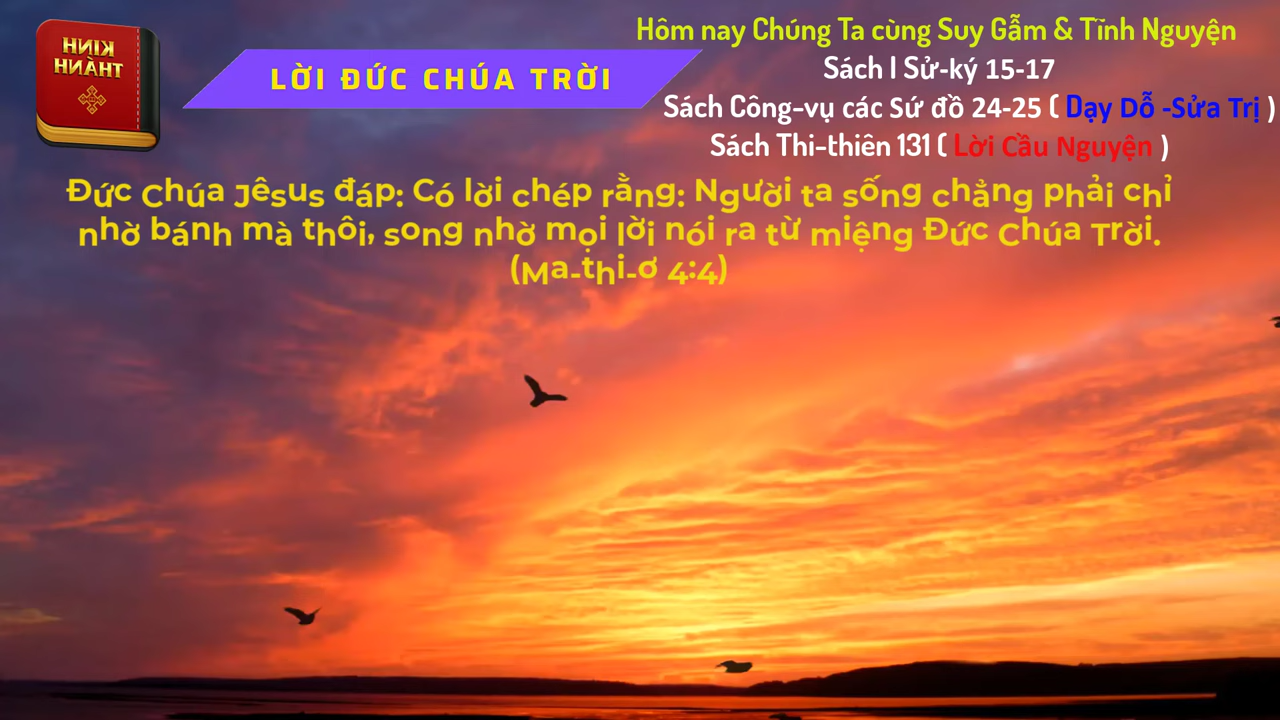 KINH
THÀNH
LỜI ĐỨC CHÚA TRỜI
Hôm nay Chúng Ta cùng Suy Gẫm & Tĩnh Nguyện
Sách I Sử-ký 15-17
Sách Công-vụ các Sứ đồ 24-25 ( Dạy Dỗ -Sửa Trị )
Sách Thi-thiên 131 ( Lời Cầu Nguyện )
Đức Chúa Jêsus đáp: Có lời chép rằng: Người ta sống chẳng phải chỉ
nhờ bánh mà thôi, song nhờ mọi lời nói ra từ miệng Đức Chúa Trời.
(Ma-thi-ơ 4:4)